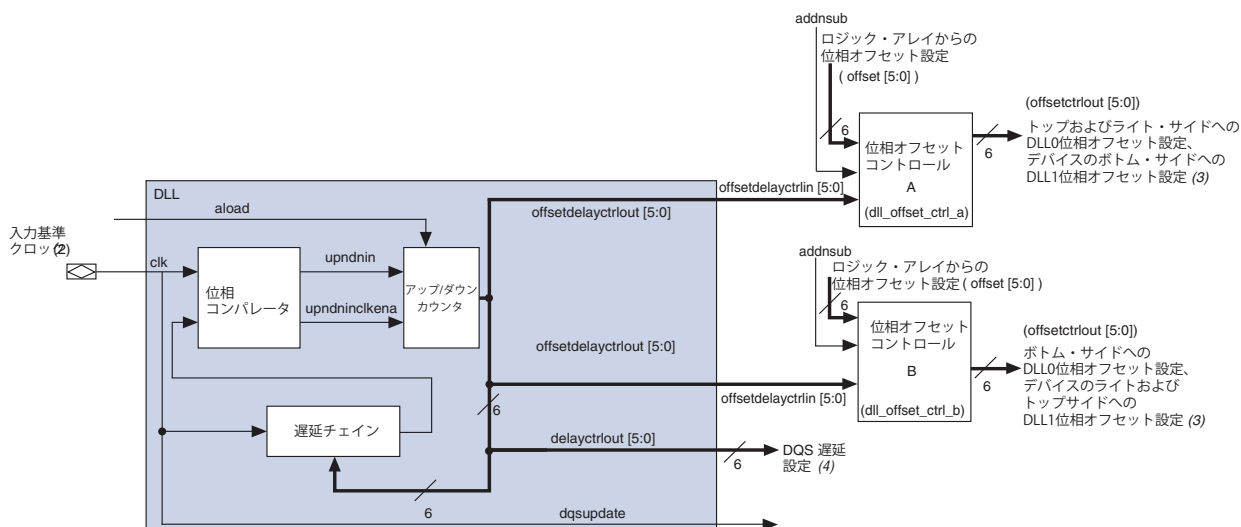 addnsub
ロジック・アレイからの
位相オフセット設定
( offset [5:0] )
6
位相オフセット
コントロール
A
(dll_offset_ctrl_a)
(offsetctrlout [5:0])
6
トップおよびライト・サイドへの
DLL0位相オフセット設定、
デバイスのボトム・サイドへの
DLL1位相オフセット設定 (3)
DLL
aload
offsetdelayctrlout [5:0]
offsetdelayctrlin [5:0]
入力基準
クロック(2)
clk
位相
コンパレータ
upndnin
upndninclkena
アップ/ダウン
カウンタ
addnsub
ロジック・アレイからの
位相オフセット設定 ( offset [5:0] )
6
位相オフセット
コントロール
B
(dll_offset_ctrl_b)
(offsetctrlout [5:0])
6
ボトム・サイドへの
DLL0位相オフセット設定、
デバイスのライトおよび
トップサイドへの
DLL1位相オフセット設定 (3)
offsetdelayctrlout [5:0]
offsetdelayctrlin [5:0]
6
遅延チェイン
delayctrlout [5:0]
6
DQS 遅延
設定 (4)
6
dqsupdate